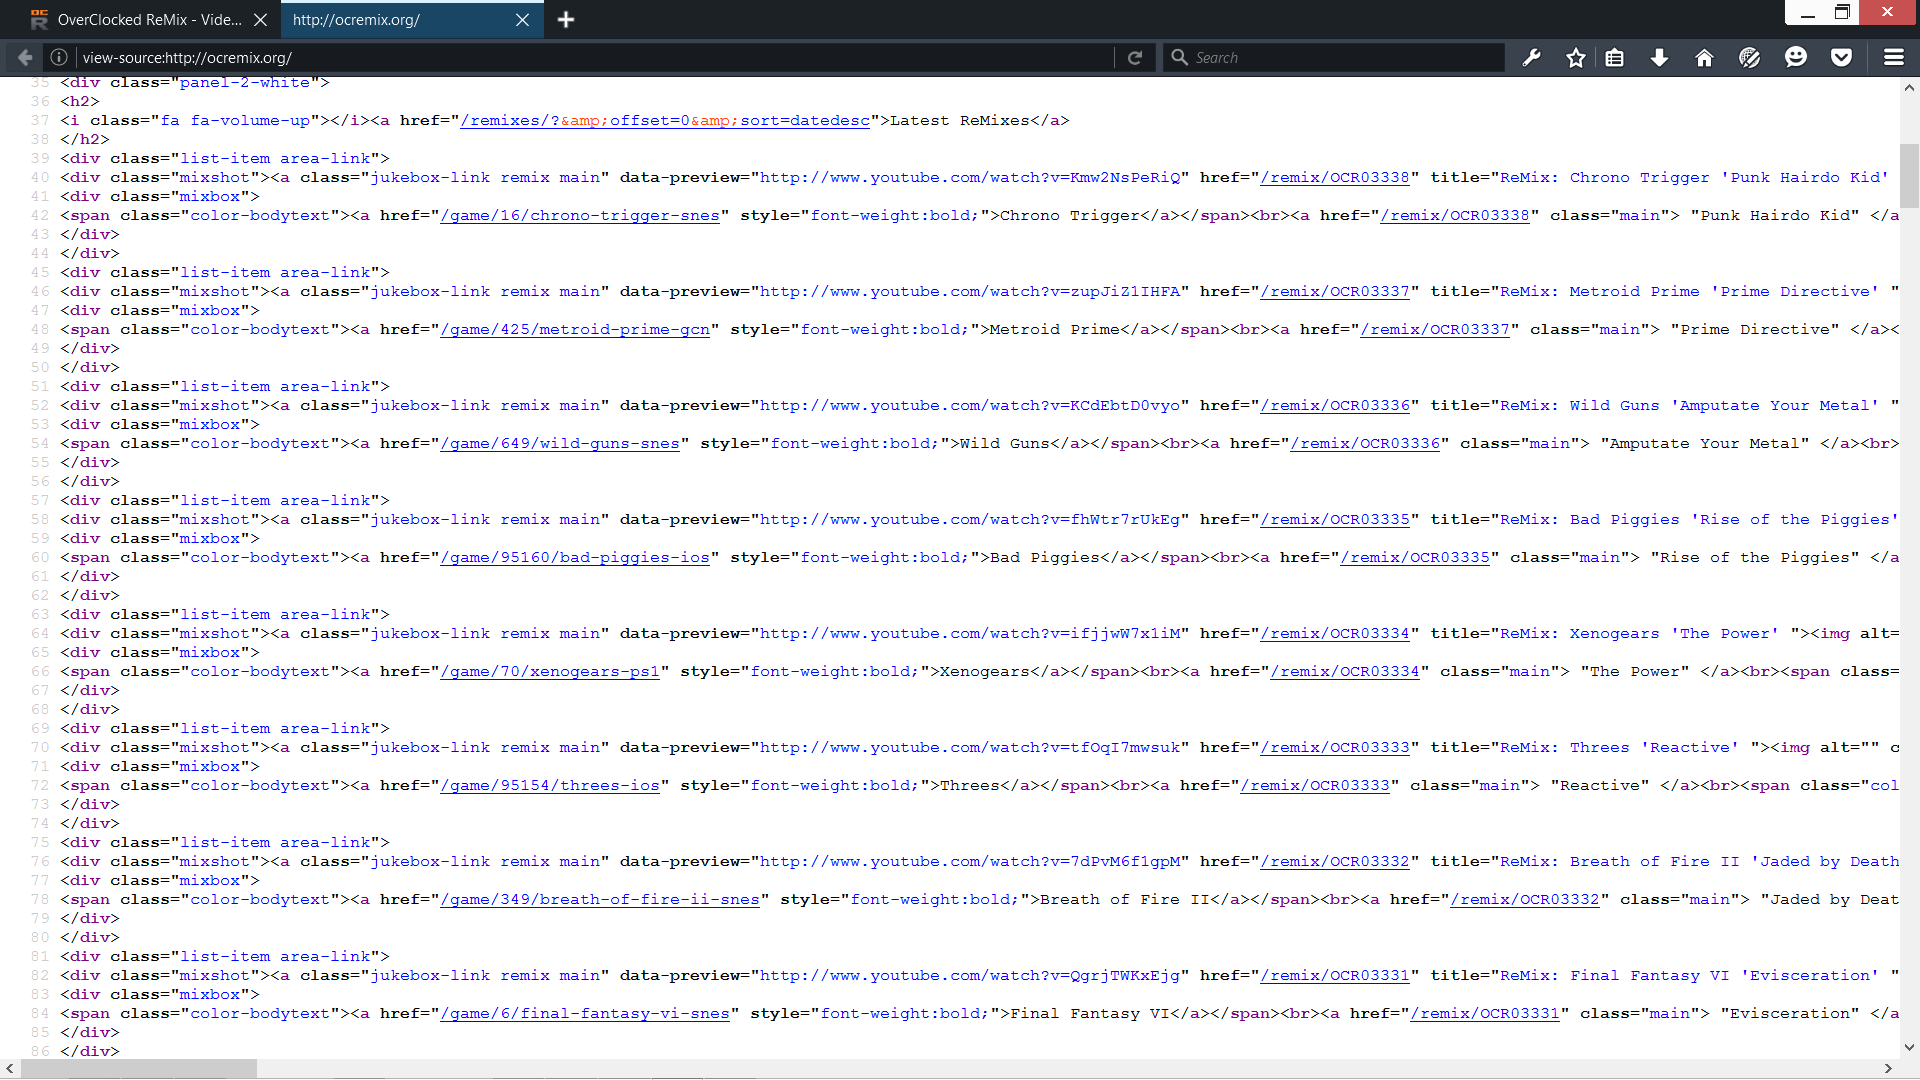 OverClocked ReMix - Vide...
http://ocremix.org/
view-source:http://ocremix.org/
Search
35 <div class="panel-2-white">
36 <h2>
37 <i class="fa fa-volume-up"></i><a href="/remixes/?&amp;offset=0&amp;sort=datedesc">Latest ReMixes</a>
38 </h2>
39 <div class="list-item area-link">
40 <div class="mixshot"><a class="jukebox-link remix main" data-preview="http://www.youtube.com/watch?v=Kmw2NsPeRiQ" href="/remix/OCR03338" title="ReMix: Chrono Trigger 'Punk Hairdo Kid'
41 <div class="mixbox">
42 <span class="color-bodytext"><a href="/game/16/chrono-trigger-snes" style="font-weight:bold;">Chrono Trigger</a></span><br><a href="/remix/OCR03338" class="main"> "Punk Hairdo Kid" </a
43 </div>
44 </div>
45 <div class="list-item area-link">
46 <div class="mixshot"><a class="jukebox-link remix main" data-preview="http://www.youtube.com/watch?v=zupJiZ1IHFA" href="/remix/OCR03337" title="ReMix: Metroid Prime 'Prime Directive' "
47 <div class="mixbox">
48 <span class="color-bodytext"><a href="/game/425/metroid-prime-gcn" style="font-weight:bold;">Metroid Prime</a></span><br><a href="/remix/OCR03337" class="main"> "Prime Directive" </a><
49 </div>
50 </div>
51 <div class="list-item area-link">
52 <div class="mixshot"><a class="jukebox-link remix main" data-preview="http://www.youtube.com/watch?v=KCdEbtD0vyo" href="/remix/OCR03336" title="ReMix: Wild Guns 'Amputate Your Metal' "
53 <div class="mixbox">
54 <span class="color-bodytext"><a href="/game/649/wild-guns-snes" style="font-weight:bold;">Wild Guns</a></span><br><a href="/remix/OCR03336" class="main"> "Amputate Your Metal" </a><br>
55 </div>
56 </div>
57 <div class="list-item area-link">
58 <div class="mixshot"><a class="jukebox-link remix main" data-preview="http://www.youtube.com/watch?v=fhWtr7rUkEg" href="/remix/OCR03335" title="ReMix: Bad Piggies 'Rise of the Piggies'
59 <div class="mixbox">
60 <span class="color-bodytext"><a href="/game/95160/bad-piggies-ios" style="font-weight:bold;">Bad Piggies</a></span><br><a href="/remix/OCR03335" class="main"> "Rise of the Piggies" </a
61 </div>
62 </div>
63 <div class="list-item area-link">
64 <div class="mixshot"><a class="jukebox-link remix main" data-preview="http://www.youtube.com/watch?v=ifjjwW7x1iM" href="/remix/OCR03334" title="ReMix: Xenogears 'The Power' "><img alt=
65 <div class="mixbox">
66 <span class="color-bodytext"><a href="/game/70/xenogears-ps1" style="font-weight:bold;">Xenogears</a></span><br><a href="/remix/OCR03334" class="main"> "The Power" </a><br><span class=
67 </div>
68 </div>
69 <div class="list-item area-link">
70 <div class="mixshot"><a class="jukebox-link remix main" data-preview="http://www.youtube.com/watch?v=tfOqI7mwsuk" href="/remix/OCR03333" title="ReMix: Threes 'Reactive' "><img alt="" c
71 <div class="mixbox">
72 <span class="color-bodytext"><a href="/game/95154/threes-ios" style="font-weight:bold;">Threes</a></span><br><a href="/remix/OCR03333" class="main"> "Reactive" </a><br><span class="col
73 </div>
74 </div>
75 <div class="list-item area-link">
76 <div class="mixshot"><a class="jukebox-link remix main" data-preview="http://www.youtube.com/watch?v=7dPvM6f1gpM" href="/remix/OCR03332" title="ReMix: Breath of Fire II 'Jaded by Death
77 <div class="mixbox">
78 <span class="color-bodytext"><a href="/game/349/breath-of-fire-ii-snes" style="font-weight:bold;">Breath of Fire II</a></span><br><a href="/remix/OCR03332" class="main"> "Jaded by Deat
79 </div>
80 </div>
81 <div class="list-item area-link">
82 <div class="mixshot"><a class="jukebox-link remix main" data-preview="http://www.youtube.com/watch?v=QgrjTWKxEjg" href="/remix/OCR03331" title="ReMix: Final Fantasy VI 'Evisceration' "
83 <div class="mixbox">
84 <span class="color-bodytext"><a href="/game/6/final-fantasy-vi-snes" style="font-weight:bold;">Final Fantasy VI</a></span><br><a href="/remix/OCR03331" class="main"> "Evisceration" </a
85 </div>
86 </div>